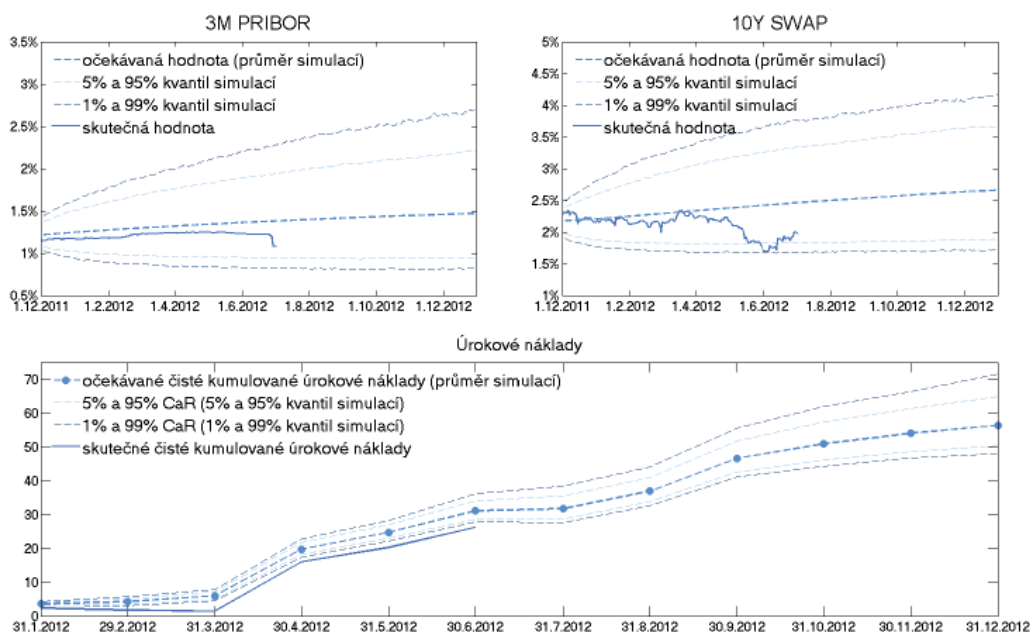 3M PRIBOR
3.5%
3%
2.5%
2%
1.5%
1%
0.5%
očekávaná hodnota (průměr simulací)
5% a 95% kvantil simulací
1% a 99% kvantil simulací
skutečná hodnota
1.12.2011 1.2.2012 1.4.2012 1.6.2012 1.8.2012 1.10.2012 1.12.2012
10Y SWAP
5%
4.5%
4%
3.5%
3%
2.5%
2%
1.5%
1%
očekávaná hodnota (průměr simulací)
5% a 95% kvantil simulací
1% a 99% kvantil simulací
skutečná hodnota
1.12.2011 1.2.2012 1.4.2012 1.6.2012 1.8.2012 1.10.2012 1.12.2012
Úrokové náklady
70
60
50
40
30
20
10
0
očekávané čisté kumulované úrokové náklady (průměr simulací)
5% a 95% CaR (5% a 95% kvantil simulací)
1% a 99% CaR (1% a 99% kvantil simulací)
skutečné čisté kumulované úrokové náklady
31.1.2012 29.2.2012 31.3.2012 30.4.2012 31.5.2012 30.6.2012 31.7.2012 31.8.2012 30.9.2012 31.10.2012 30.11.2012 31.12.2012